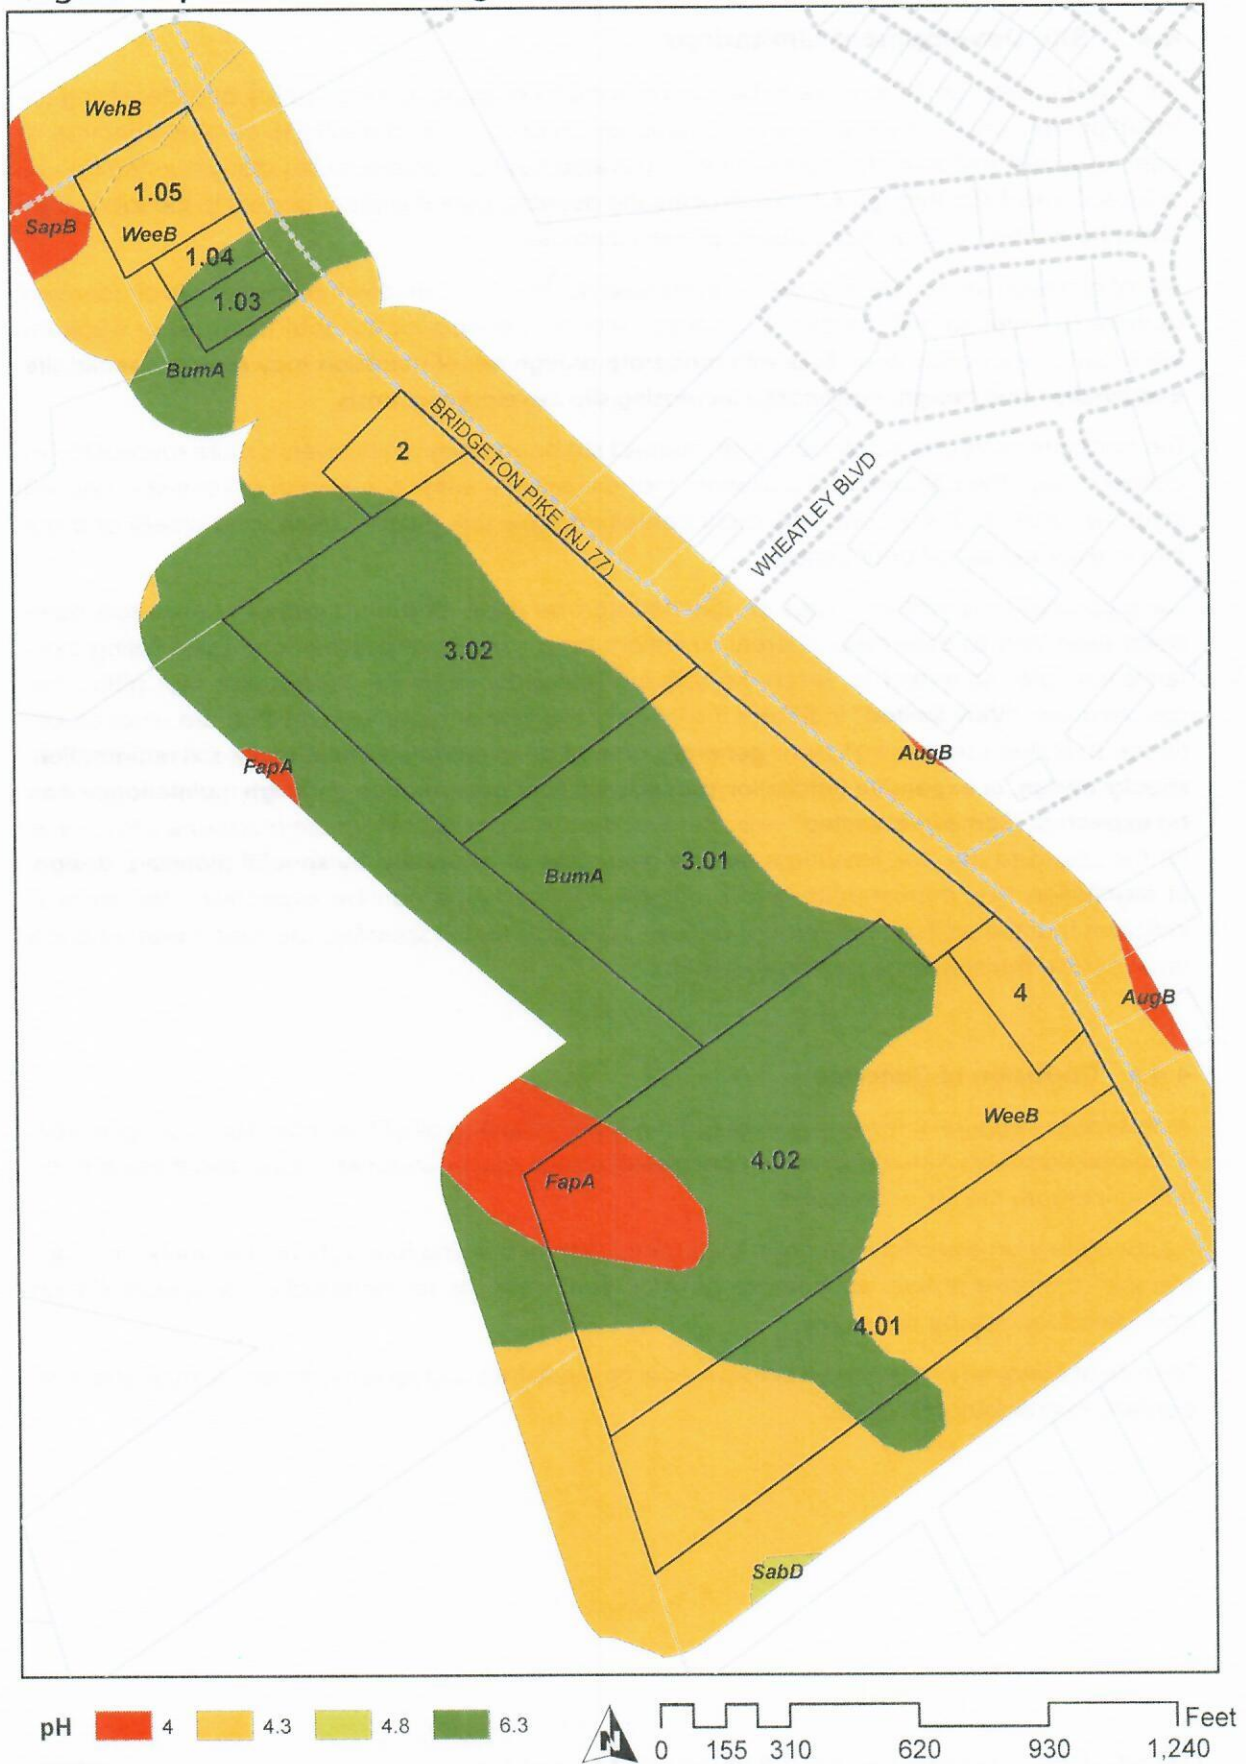 WehB
1.05
SapB
WeeB
1.04
1.03
BumA
2
BRIDGETON PIKE (NJ 77)
WHEATLEY BLVD
3.02
AugB
FapA
3.01
BumA
4
AugB
WeeB
4.02
FapA
4.01
SabD
pH 4 4.3 4.8 6.3
N
Feet
0 155 310 620 930 1,240